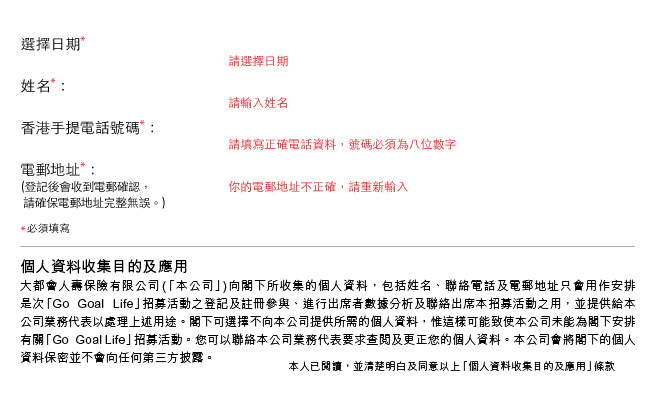 選擇日期*
請選擇日期
姓名*：
請輸入姓名
香港手提電話號碼*：
請填寫正確電話資料，號碼必須為八位數字
電郵地址*：
(登記後會收到電郵確認，
請確保電郵地址完整無誤。)
你的電郵地址不正確，請重新輸入
*必須填寫
個人資料收集目的及應用
大都會人壽保險有限公司(「本公司」)向閣下所收集的個人資料，包括姓名、聯絡電話及電郵地址只會用作安排
是次「Go Goal Life」招募活動之登記及註冊參與、進行出席者數據分析及聯絡出席本招募活動之用，並提供給本
公司業務代表以處理上述用途。閣下可選擇不向本公司提供所需的個人資料，惟這樣可能致使本公司未能為閣下安排
有關「Go Goal Life」招募活動。您可以聯絡本公司業務代表要求查閱及更正您的個人資料。本公司會將閣下的個人
資料保密並不會向任何第三方披露。
本人已閱讀，並清楚明白及同意以上「個人資料收集目的及應用」條款